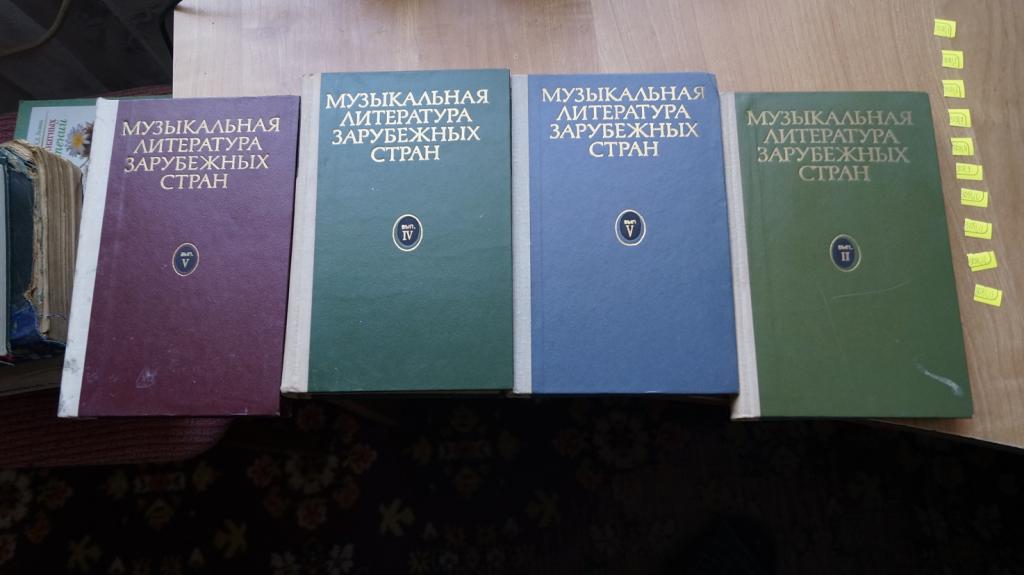 МУЗЫКАЛЬНАЯ
ЛИТЕРАТУРА
ЗАРУБЕЖНЫХ
СТРАН
ВЫП.
V
МУЗЫКАЛЬНАЯ
ЛИТЕРАТУРА
ЗАРУБЕЖНЫХ
СТРАН
ВЫП.
IV
МУЗЫКАЛЬНАЯ
ЛИТЕРАТУРА
ЗАРУБЕЖНЫХ
СТРАН
ВЫП.
V
МУЗЫКАЛЬНАЯ
ЛИТЕРАТУРА
ЗАРУБЕЖНЫХ
СТРАН
ВЫП.
II